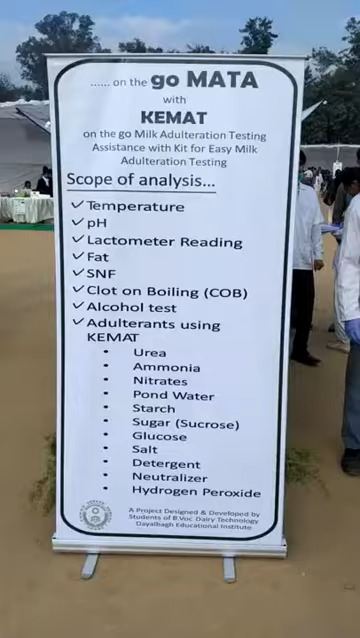 ...... on the go MATA
with
KEMAT
on the go Milk Adulteration Testing
Assistance with Kit for Easy Milk
Adulteration Testing
Scope of analysis...
✓ Temperature
✓ pH
✓ Lactometer Reading
✓ Fat
✓ SNF
✓ Clot on Boiling (COB)
✓ Alcohol test
✓ Adulterants using
KEMAT
• Urea
• Ammonia
• Nitrates
• Pond Water
• Starch
• Sugar (Sucrose)
• Glucose
• Salt
• Detergent
• Neutralizer
• Hydrogen Peroxide
A Project Designed & Developed by
Students of B.Voc Dairy Technology
Dayalbagh Educational Institute